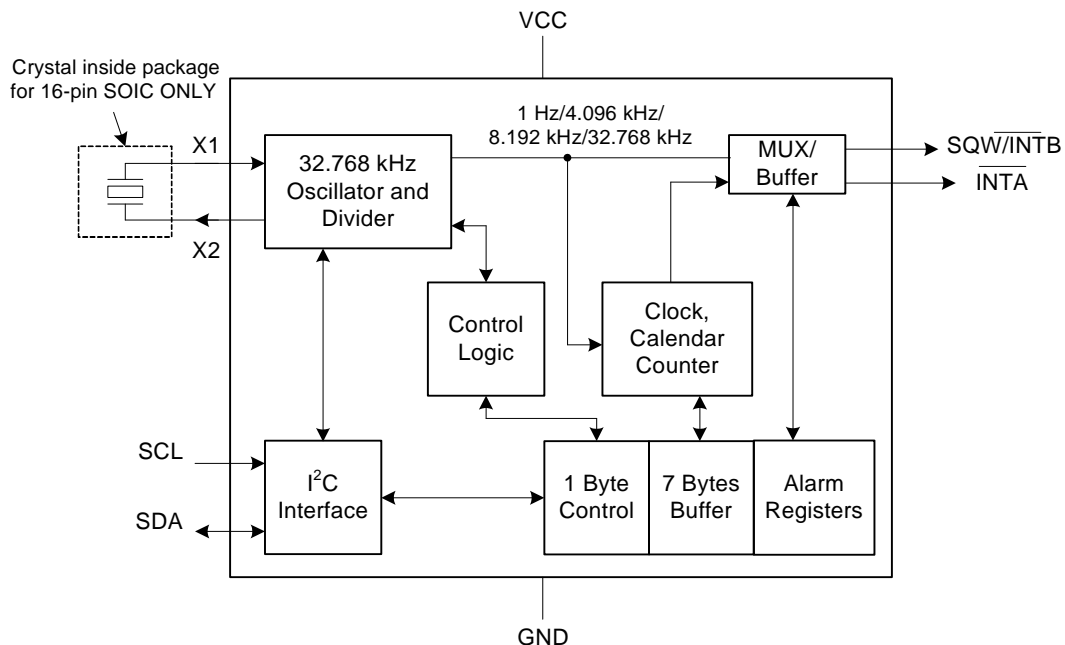 VCC
Crystal inside package
for 16-pin SOIC ONLY
1 Hz/4.096 kHz/
8.192 kHz/32.768 kHz
X1
32.768 kHz
Oscillator and
Divider
MUX/
Buffer
SQW/INTB
INTA
X2
Control
Logic
Clock,
Calendar
Counter
SCL
SDA
I²C
Interface
1 Byte
Control
7 Bytes
Buffer
Alarm
Registers
GND